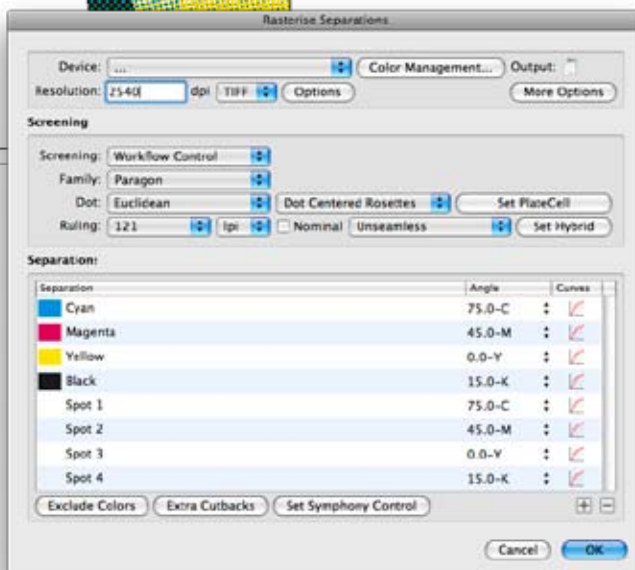 Rasterise Separations
Device: ... Color Management... Output:
Resolution: 2540 dpi TIFF Options More Options
Screening
Screening: Workflow Control
Family: Paragon
Dot: Euclidean Dot Centered Rosettes Set PlateCell
Ruling: 121 lpi Nominal Unseamless Set Hybrid
Separation:
Separation Angle Curves
Cyan 75.0-C
Magenta 45.0-M
Yellow 0.0-Y
Black 15.0-K
Spot 1 75.0-C
Spot 2 45.0-M
Spot 3 0.0-Y
Spot 4 15.0-K
Exclude Colors Extra Cutbacks Set Symphony Control
Cancel OK